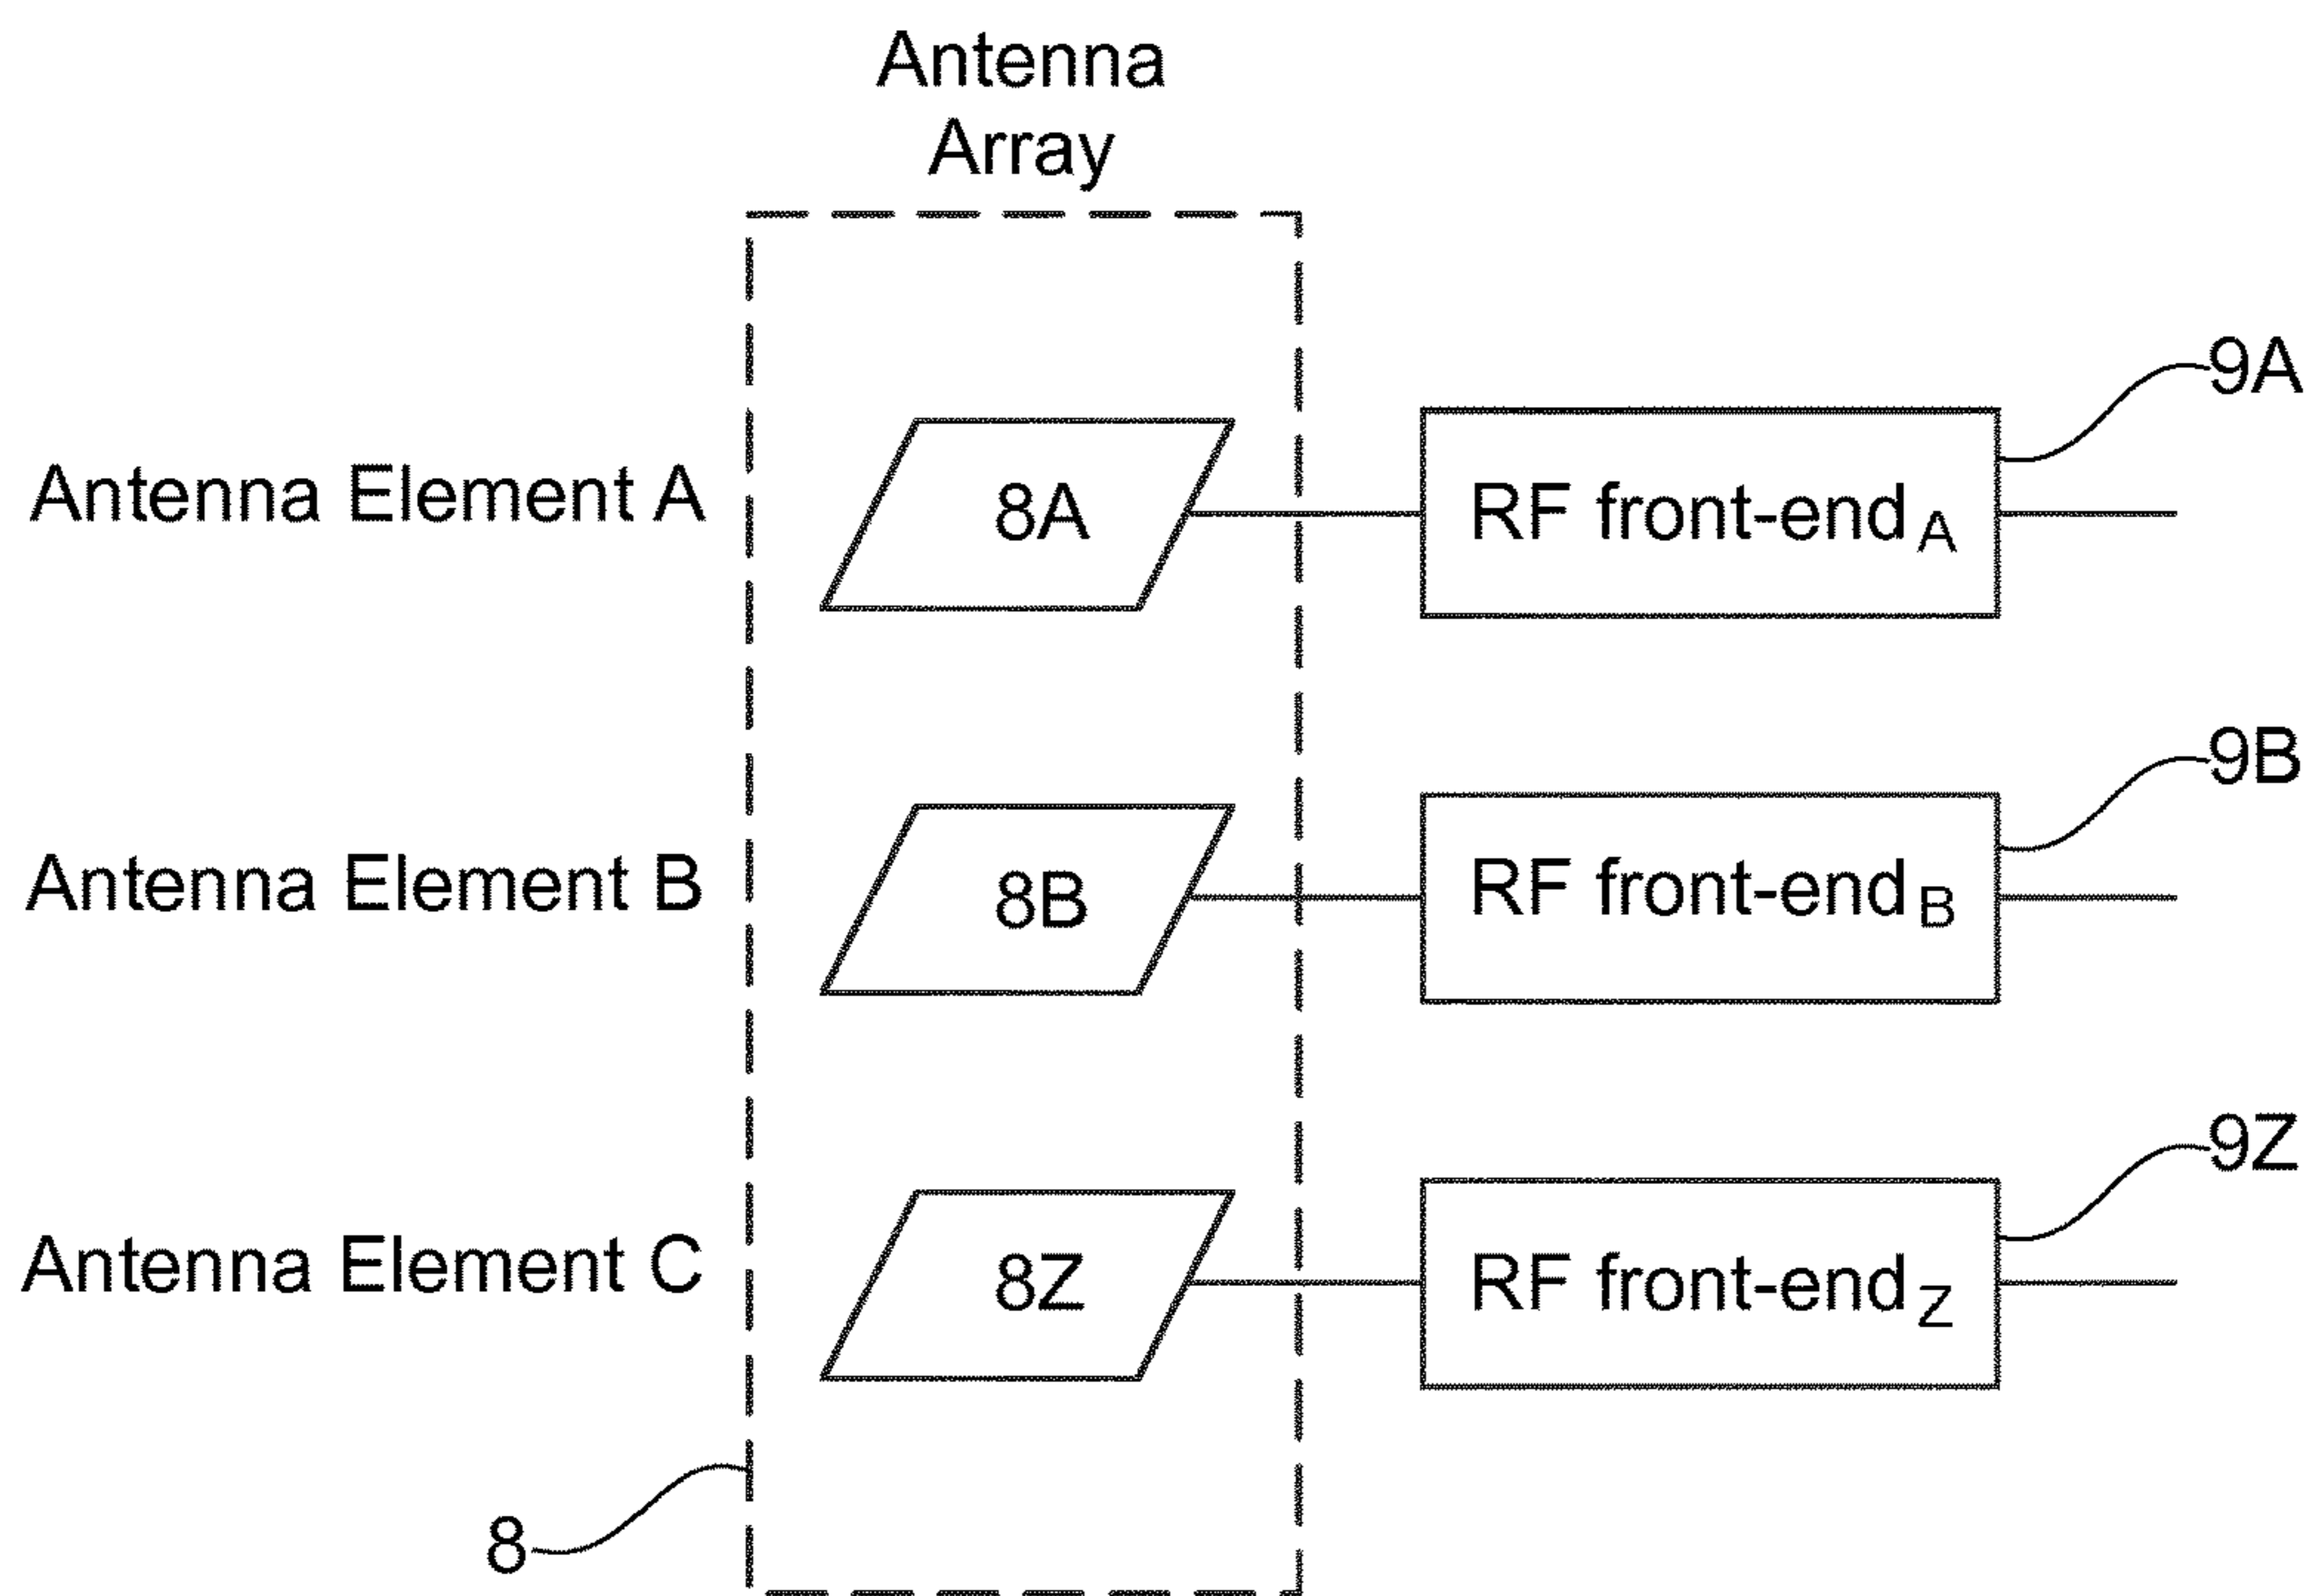 Antenna
Array
9A
Antenna Element A
8A
RF front-end A
9B
Antenna Element B
8B
RF front-end B
9Z
Antenna Element C
8Z
RF front-end Z
8